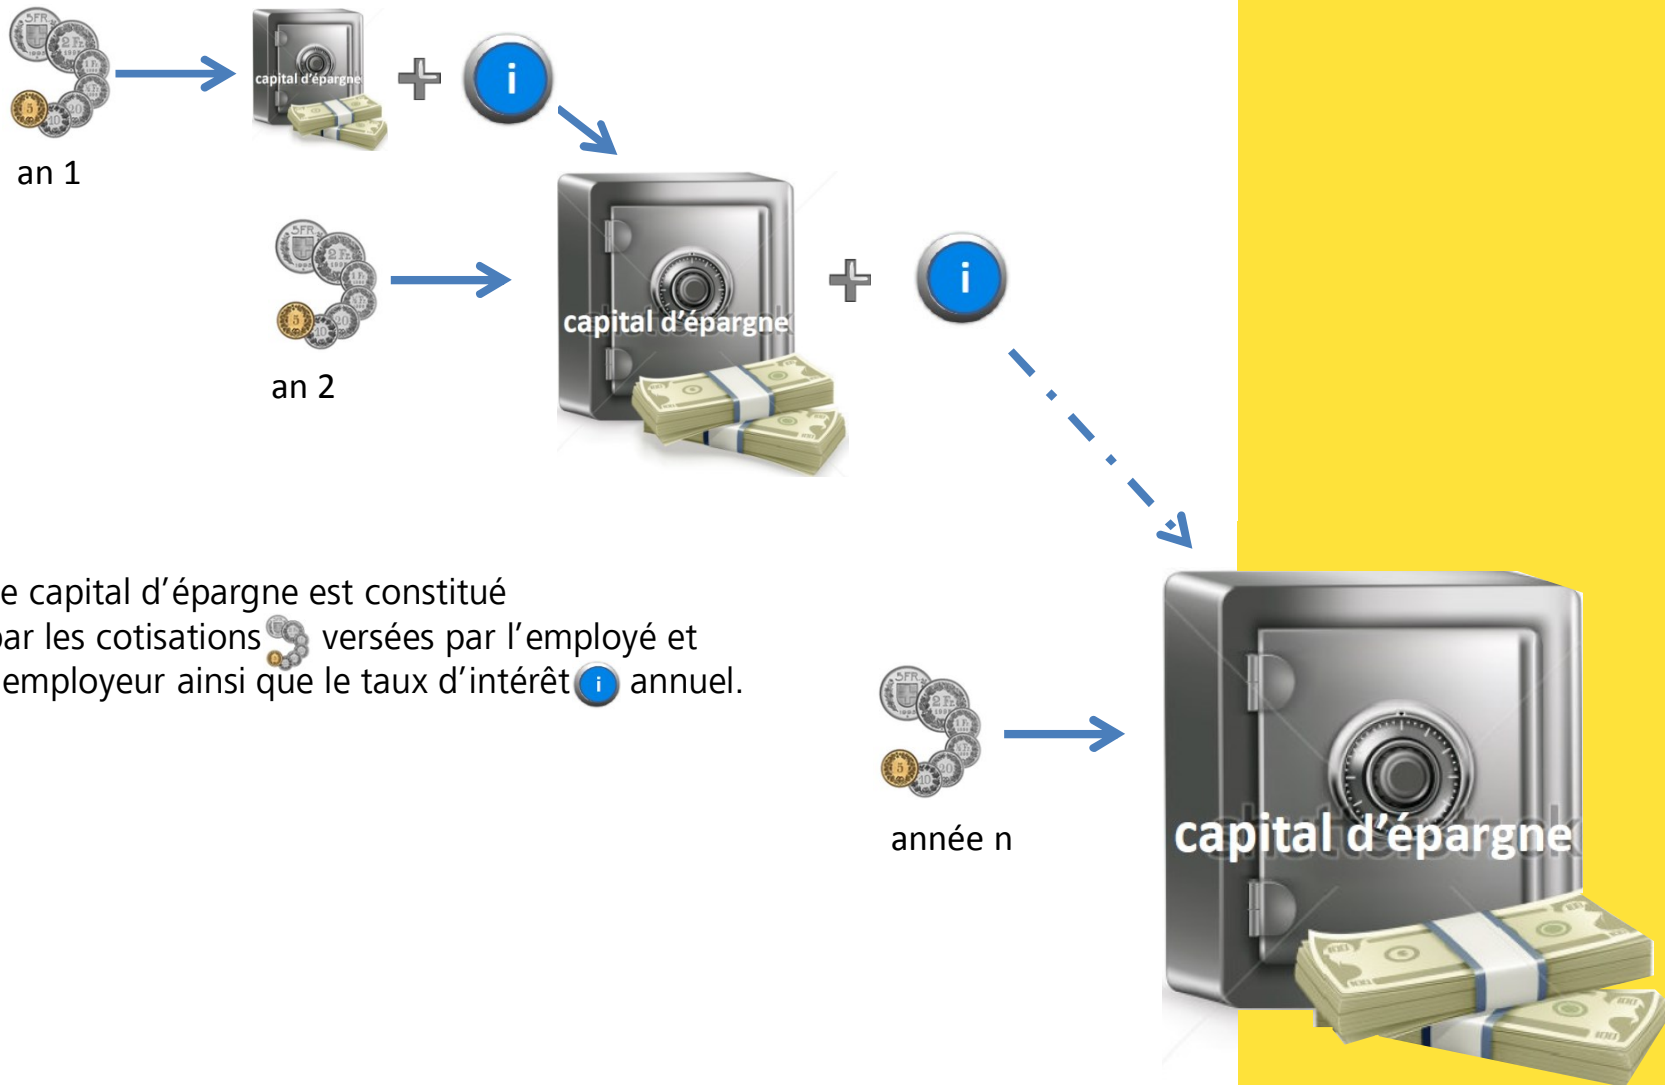 capital d'épargne
i
an 1
i
capital d'épargne
an 2
e capital d'épargne est constitué
par les cotisations versées par l'employé et
employeur ainsi que le taux d'intérêt i annuel.
année n
capital d'épargne